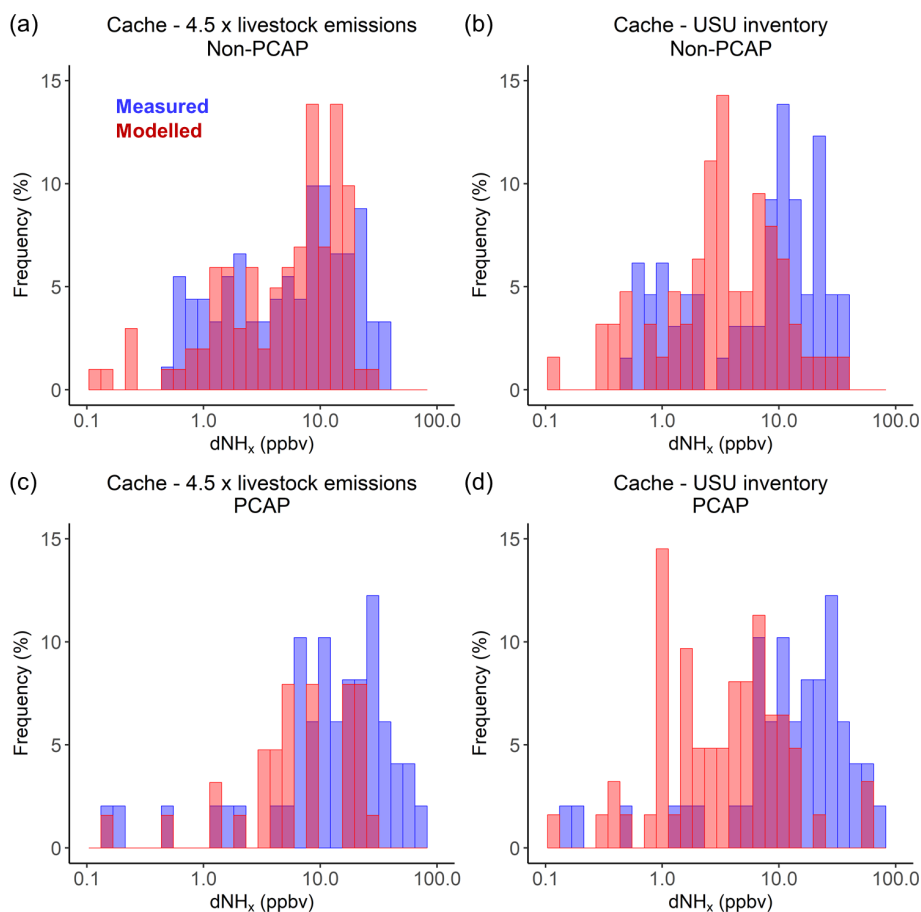 (a)
Cache - 4.5 x livestock emissions
Non-PCAP
15
10
5
0
Frequency (%)
Measured
Modelled
0.1 1.0 10.0 100.0
dNHₓ (ppbv)
(b)
Cache - USU inventory
Non-PCAP
15
10
5
0
Frequency (%)
0.1 1.0 10.0 100.0
dNHₓ (ppbv)
(c)
Cache - 4.5 x livestock emissions
PCAP
15
10
5
0
Frequency (%)
0.1 1.0 10.0 100.0
dNHₓ (ppbv)
(d)
Cache - USU inventory
PCAP
15
10
5
0
Frequency (%)
0.1 1.0 10.0 100.0
dNHₓ (ppbv)